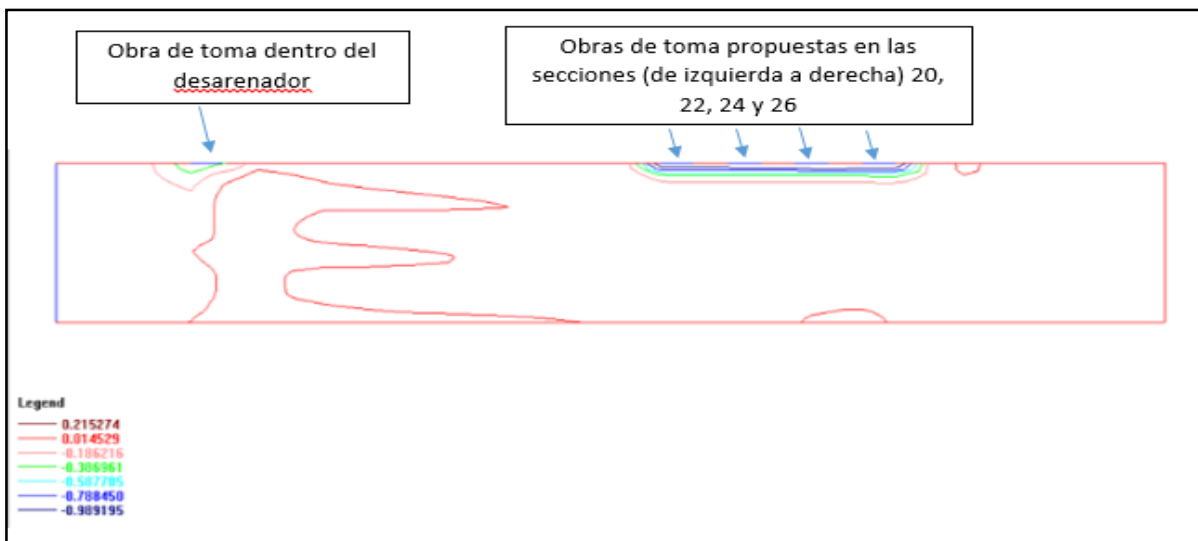 Obra de toma dentro del
desarenador
Obras de toma propuestas en las
secciones (de izquierda a derecha) 20,
22, 24 y 26
Legend
0.215274
0.014529
-0.186216
-0.386961
-0.587705
-0.788450
-0.989195